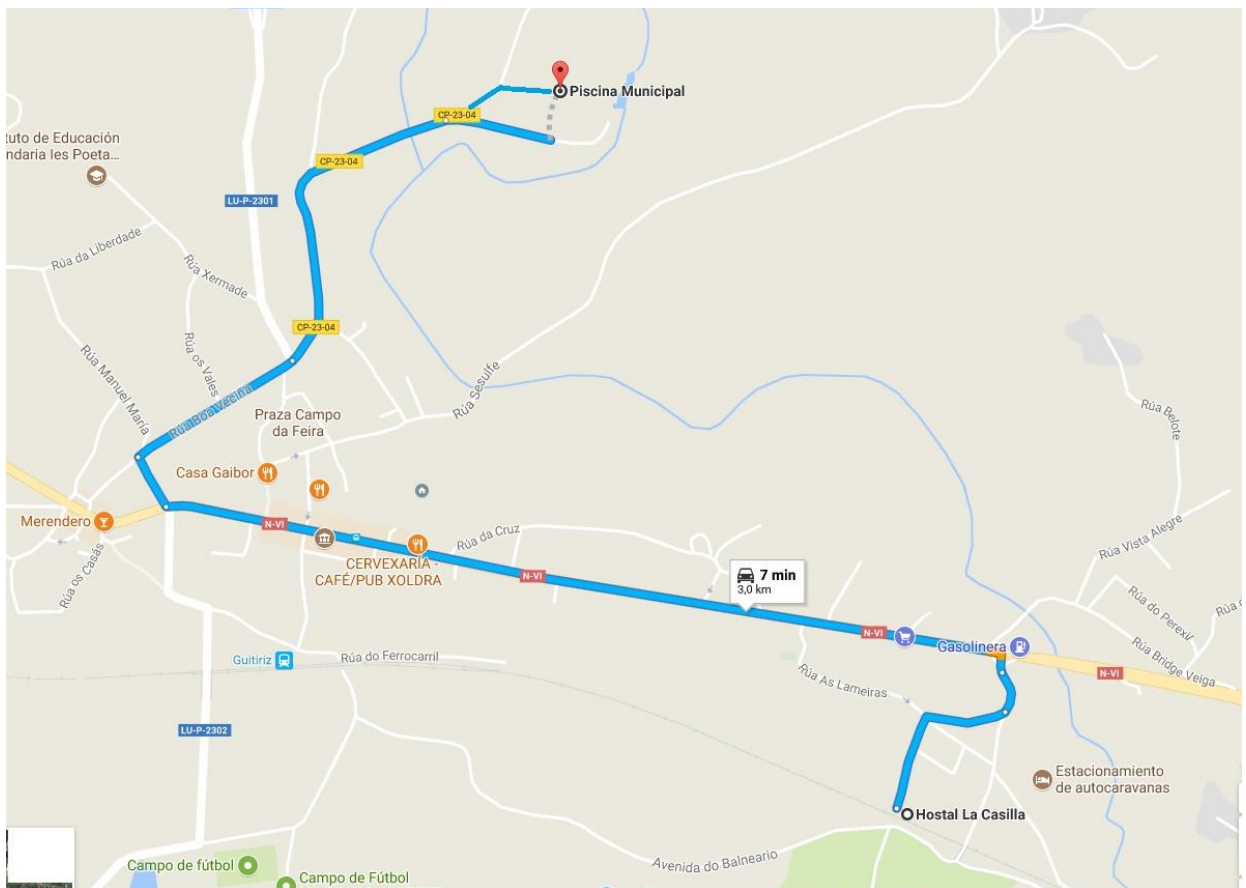 Piscina Municipal
CP-23-04
tuto de Educación
ndaria Ies Poeta...
CP-23-04
LU-P-2301
Rúa da Liberdade
Rúa Xermade
CP-23-04
Rúa os Vales
Rúa Manuel María
Rúa Boa Veciña
Rúa Sesulfe
Praza Campo
da Feira
Rúa Belote
Casa Gaibor
Merendero
N-VI
Rúa da Cruz
Rúa Vista Alegre
CERVEXARÍA -
CAFÉ/PUB XOLDRA
N-VI
7 min
3,0 km
Rúa os Casás
Rúa do Perexil
Rúa
N-VI
Gasolinera
Guitiriz
Rúa do Ferrocarril
Rúa Bridge Veiga
N-VI
Rúa As Lameiras
LU-P-2302
Estacionamiento
de autocaravanas
Hostal La Casilla
Avenida do Balneario
Campo de fútbol
Campo de Fútbol